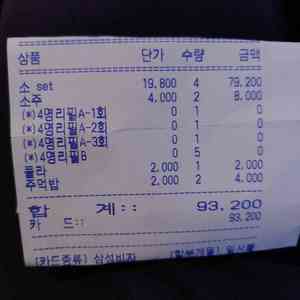 상품 단가 수량 금액
소 set 19,800 4 79,200
소주 4,000 2 8,000
(*)4명리필A-1회 0 1 0
(*)4명리필A-2회 0 1 0
(*)4명리필A-3회 0 1 0
(*)4명리필B 0 5 0
콜라 2,000 1 2,000
주먹밥 2,000 2 4,000
합 계:: 93,200
카 드:: 93,200
[카드종류] 삼성비자 [할부개월] 일시불